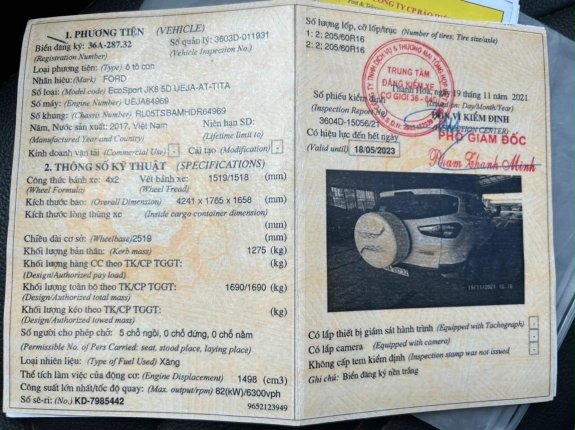 1. PHƯƠNG TIỆN (VEHICLE)
Biển đăng ký: 36A-287.32 Số quản lý: 3603D-011931
(Registration Number) (Vehicle Inspection No.)
Loại phương tiện: (Type) ô tô con
Nhãn hiệu: (Mark) FORD
Số loại: (Model code) EcoSport JK8 5D UEJA-AT-TITA
Số máy: (Engine Number) UEJAG4969
Số khung: (Chassis Number) RL05TSBAMHDR64969
Năm, Nước sản xuất: 2017, Việt Nam Niên hạn SD:
(Manufactured Year and Country) (Lifetime limit to)
Kinh doanh vận tải (Commercial Use) - Cải tạo (Modification) -
2. THÔNG SỐ KỸ THUẬT (SPECIFICATIONS)
Công thức bánh xe: 4x2 Vết bánh xe: 1519/1518 (mm)
(Wheel Formula) (Wheel Tread)
Kích thước bao: (Overall Dimension) 4241 x 1765 x 1658 (mm)
Kích thước lòng thùng xe (Inside cargo container dimension)
(mm)
Chiều dài cơ sở: (Wheelbase) 2519 (mm)
Khối lượng bản thân: (Kerb mass) 1275 (kg)
Khối lượng hàng CC theo TK/CP TGGT: (kg)
(Design/Authorized pay load)
Khối lượng toàn bộ theo TK/CP TGGT: 1690/1690 (kg)
(Design/Authorized total mass)
Khối lượng kéo theo TK/CP TGGT: (kg)
(Design/Authorized towed mass)
Số người cho phép chở: 5 chỗ ngồi, 0 chỗ đứng, 0 chỗ nằm
(Permissible No. of Pers Carried: seat, stood place, laying place)
Loại nhiên liệu: (Type of Fuel Used) Xăng
Thể tích làm việc của động cơ: (Engine Displacement) 1498 (cm3)
Công suất lớn nhất/tốc độ quay: (Max. output/rpm) 82(kW)/6300vph
Số sê-ri: (No.) KD-7985442 9652123949
Số lượng lốp, cỡ lốp/trục (Number of tires; Tire size/axle)
1: 2; 205/60R16
2: 2; 205/60R16
TRUNG TÂM
ĐĂNG KIỂM XE
CƠ GIỚI 36-04D
Thanh Hóa, ngày 19 tháng 11 năm 2021
(Issued on: Day/Month/Year)
Số phiếu kiểm định ĐƠN VỊ KIỂM ĐỊNH
(Inspection Report No) (INSPECTION CENTER)
3604D-15056/21
Có hiệu lực đến hết ngày PHÓ GIÁM ĐỐC
(Valid until) 18/05/2023 Phạm Thanh Minh
19/11/2021
Có lắp thiết bị giám sát hành trình (Equipped with Tachograph) -
Có lắp camera (Equipped with camera) -
Không cấp tem kiểm định (Inspection stamp was not issued) -
Ghi chú: Biển đăng ký nền trắng